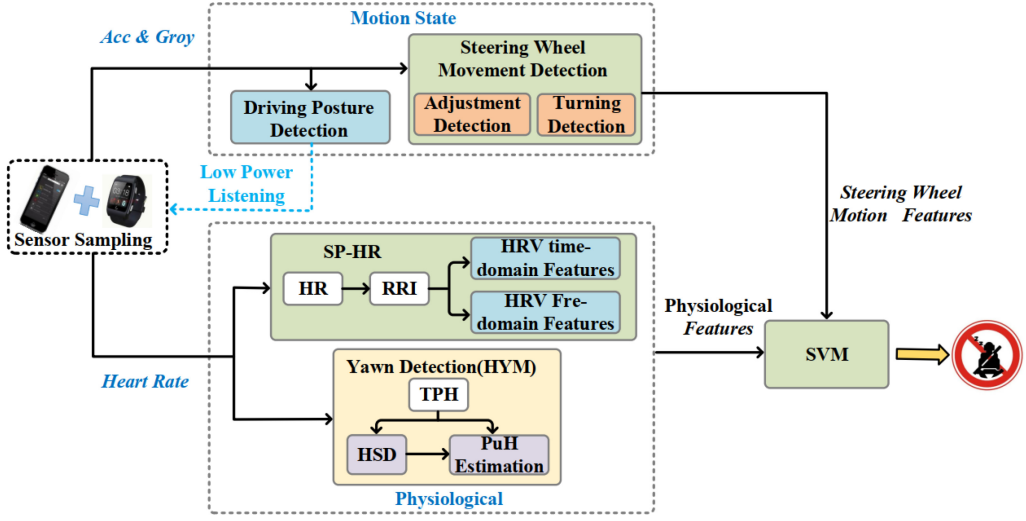 Motion State
Acc & Groy
Steering Wheel
Movement Detection
Driving Posture
Detection
Adjustment
Detection
Turning
Detection
Low Power
Listening
Sensor Sampling
Steering Wheel
Motion Features
SP-HR
HR
RRI
HRV time-
domain Features
HRV Fre-
domain Features
Physiological
Features
SVM
Heart Rate
Yawn Detection(HYM)
TPH
HSD
PuH
Estimation
Physiological